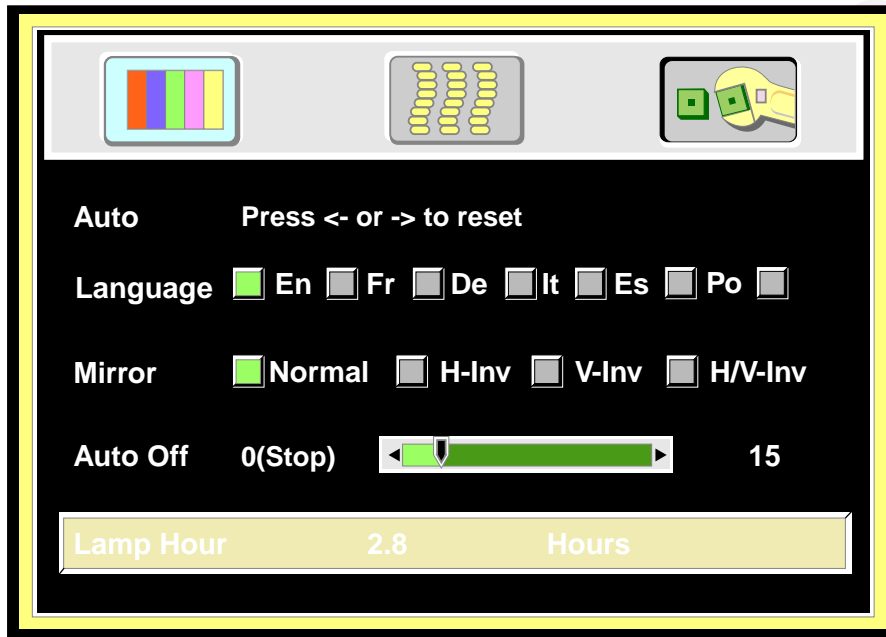 Auto Press <- or -> to reset
Language En Fr De It Es Po
Mirror Normal H-Inv V-Inv H/V-Inv
Auto Off 0(Stop) 15
Lamp Hour 2.8 Hours